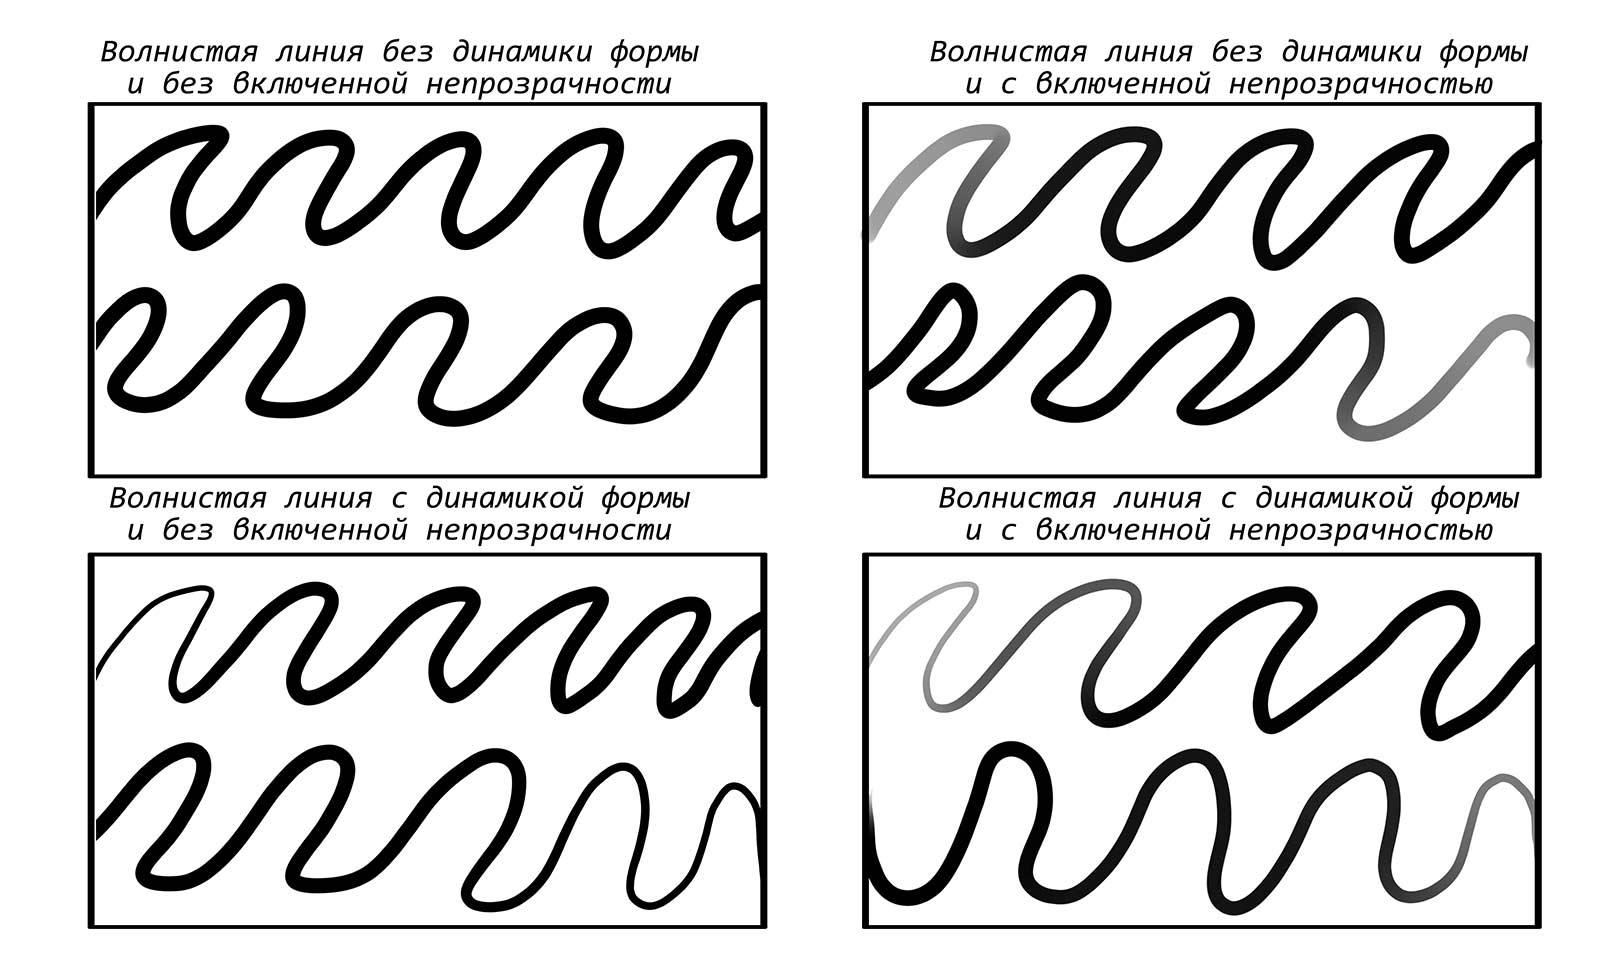 Волнистая линия без динамики формы
и без включенной непрозрачности
Волнистая линия без динамики формы
и с включенной непрозрачностью
Волнистая линия с динамикой формы
и без включенной непрозрачности
Волнистая линия с динамикой формы
и с включенной непрозрачностью